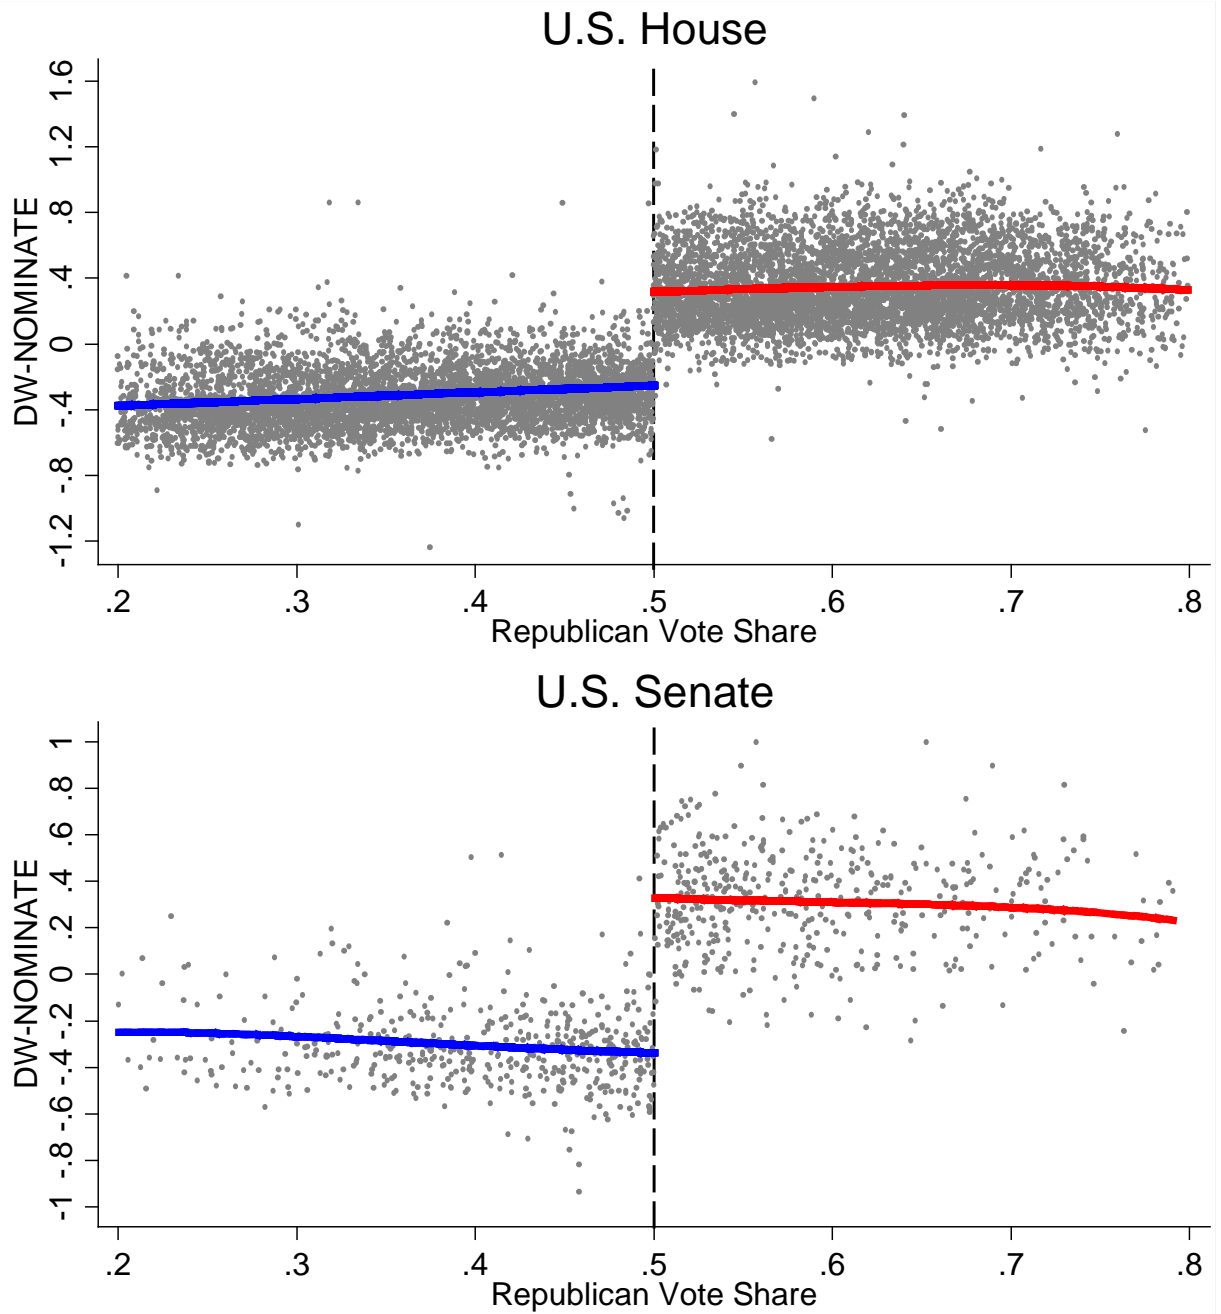 U.S. House
DW-NOMINATE
1.6
1.2
.8
.4
0
-.4
-.8
-1.2
.2 .3 .4 .5 .6 .7 .8
Republican Vote Share
U.S. Senate
DW-NOMINATE
1
.8
.6
.4
.2
0
-.2
-.4
-.6
-.8
-1
.2 .3 .4 .5 .6 .7 .8
Republican Vote Share